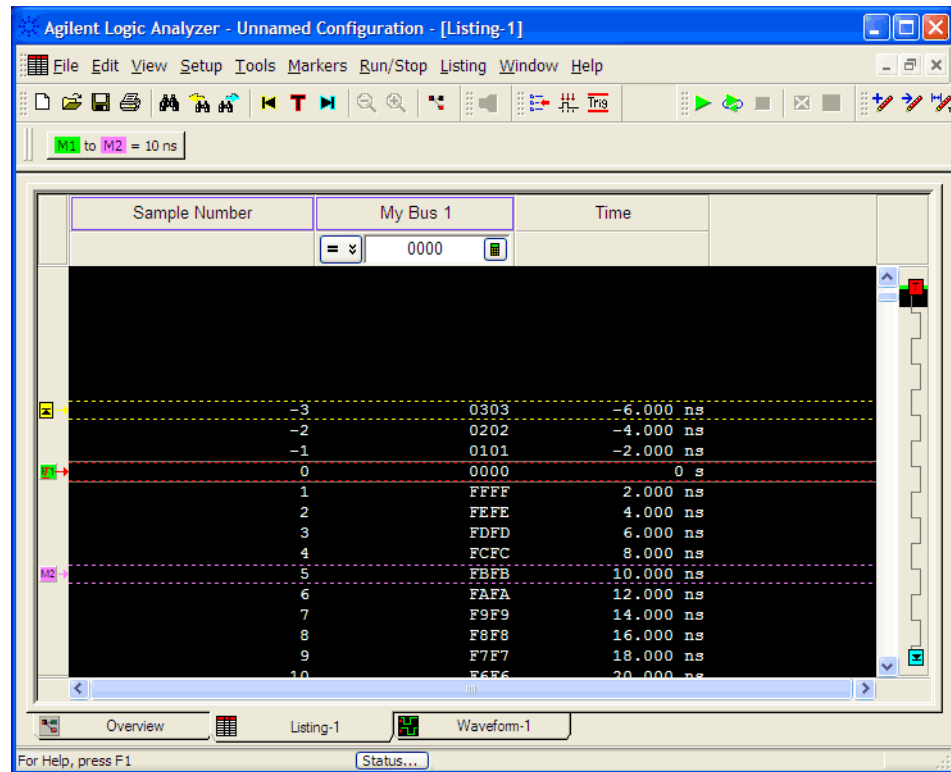 Agilent Logic Analyzer - Unnamed Configuration - [Listing-1]
File Edit View Setup Tools Markers Run/Stop Listing Window Help
T Trig
M1 to M2 = 10 ns
Sample Number My Bus 1 Time
= 0000
T
-3 0303 -6.000 ns
-2 0202 -4.000 ns
-1 0101 -2.000 ns
0 0000 0 s
1 FFFF 2.000 ns
2 FEFE 4.000 ns
3 FDFD 6.000 ns
4 FCFC 8.000 ns
M2 5 FBFB 10.000 ns
6 FAFA 12.000 ns
7 F9F9 14.000 ns
8 F8F8 16.000 ns
9 F7F7 18.000 ns
10 F6F6 20.000 ns
Overview Listing-1 Waveform-1
For Help, press F1 Status...